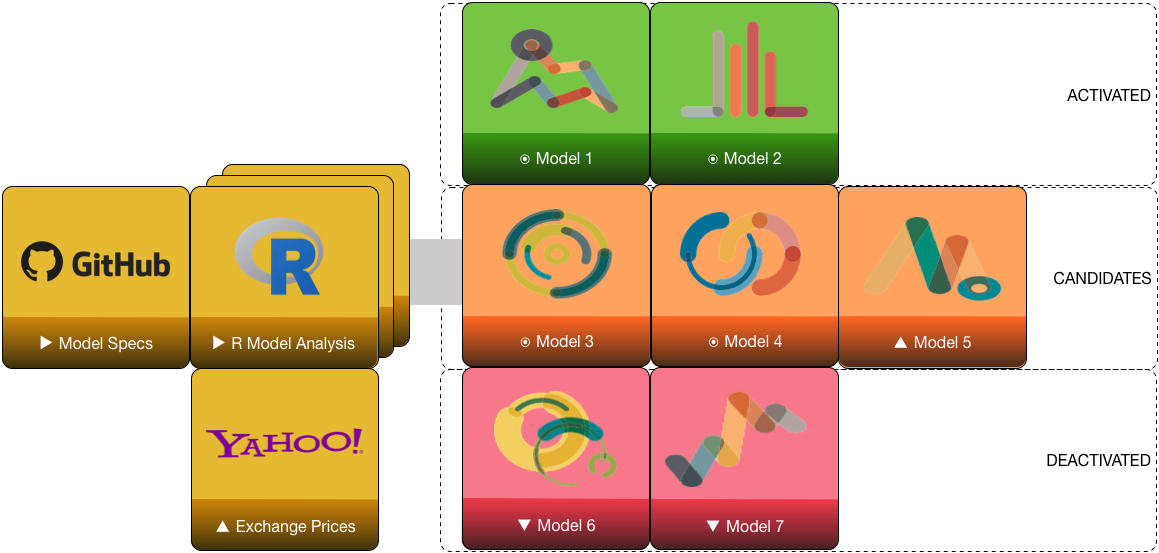 Model 1
Model 2
ACTIVATED
GitHub
R
Model Specs
R Model Analysis
Model 3
Model 4
Model 5
CANDIDATES
YAHOO!
Exchange Prices
Model 6
Model 7
DEACTIVATED